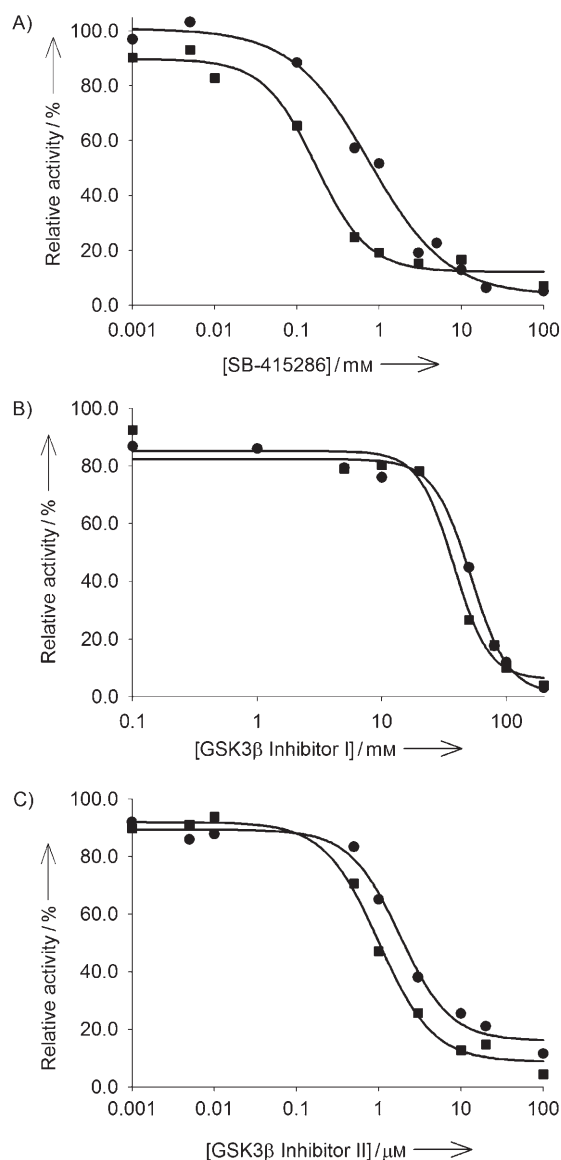 A)
100.0
80.0
60.0
40.0
20.0
0.0
Relative activity / %
0.001 0.01 0.1 1 10 100
[SB-415286] / mM
B)
100.0
80.0
60.0
40.0
20.0
0.0
Relative activity / %
0.1 1 10 100
[GSK3β Inhibitor I] / mM
C)
100.0
80.0
60.0
40.0
20.0
0.0
Relative activity / %
0.001 0.01 0.1 1 10 100
[GSK3β Inhibitor II] / μM